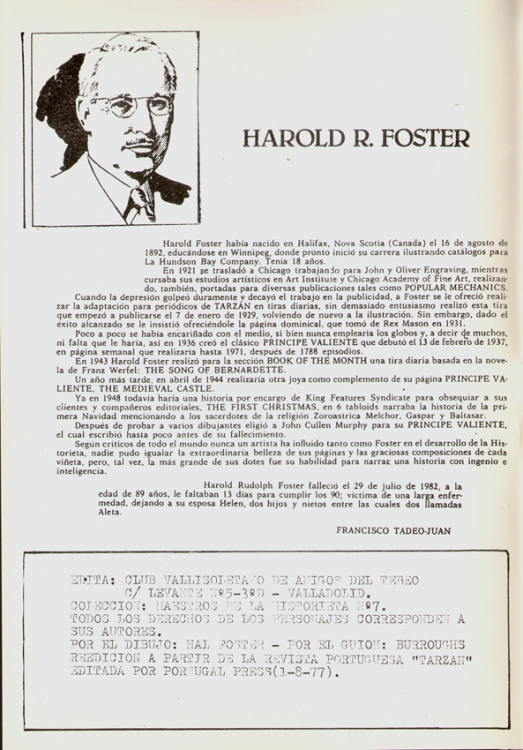 HAROLD R. FOSTER
Harold Foster había nacido en Halifax, Nova Scotia (Canada) el 16 de agosto de
1892, educándose en Winnipeg, donde pronto inició su carrera ilustrando catálogos para
La Hundson Bay Company. Tenia 18 años.
En 1921 se trasladó a Chicago trabajando para John y Oliver Engraving, mientras
cursaba sus estudios artísticos en Art Institute y Chicago Academy of Fine Art, realizan-
do, también, portadas para diversas publicaciones tales como POPULAR MECHANICS.
Cuando la depresión golpeó duramente y decayó el trabajo en la publicidad, a Foster se le ofreció reali-
zar la adaptación para periódicos de TARZÁN en tiras diarias, sin demasiado entusiasmo realizó esta tira
que empezó a publicarse el 7 de enero de 1929, volviendo de nuevo a la ilustración. Sin embargo, dado el
éxito alcanzado se le insistió ofreciéndole la página dominical, que tomó de Rex Mason en 1931.
Poco a poco se había encariñado con el medio, si bien nunca emplearia los globos y, a decir de muchos,
ni falta que le haria, así en 1936 creó el clásico PRINCIPE VALIENTE que debutó el 13 de febrero de 1937,
en página semanal que realizaria hasta 1971, después de 1788 episodios.
En 1943 Harold Foster realizó para la sección BOOK OF THE MONTH una tira diaria basada en la nove-
la de Franz Werfel: THE SONG OF BERNARDETTE.
Un año más tarde, en abril de 1944 realizaria otra joya como complemento de su página PRINCIPE VA-
LIENTE, THE MEDIEVAL CASTLE.
Ya en 1948 todavía haria una historia por encargo de King Features Syndicate para obsequiar a sus
clientes y compañeros editoriales, THE FIRST CHRISTMAS, en 6 tabloids narraba la historia de la pri-
mera Navidad mencionando a los sacerdotes de la religión Zoroastrica Melchor, Gaspar y Baltasar.
Después de probar a varios dibujantes eligió a John Cullen Murphy para su PRINCIPE VALIENTE,
el cual escribió hasta poco antes de su fallecimiento.
Según críticos de todo el mundo nunca un artista ha influido tanto como Foster en el desarrollo de la His-
torieta, nadie pudo igualar la extraordinaria belleza de sus páginas y las graciosas composiciones de cada
viñeta, pero, tal vez, la más grande de sus dotes fue su habilidad para narrar una historia con ingenio e
inteligencia.
Harold Rudolph Foster falleció el 29 de julio de 1982, a la
edad de 89 años, le faltaban 13 días para cumplir los 90; víctima de una larga enfer-
medad, dejando a su esposa Helen, dos hijos y nietos entre las cuales dos llamadas
Aleta.
FRANCISCO TADEO-JUAN
EDITA: CLUB VALLISOLETANO DE AMIGOS DEL TEBEO
C/ LEVANTE Nº5-3ºD - VALLADOLID.
COLECCION: MAESTROS DE LA HISTORIETA Nº7.
TODOS LOS DERECHOS DE LOS PERSONAJES CORRESPONDEN A
SUS AUTORES.
POR EL DIBUJO: HAL FOSTER - POR EL GUION: BURROUGHS
REEDICION A PARTIR DE LA REVISTA PORTUGUESA "TARZAN"
EDITADA POR PORTUGAL PRESS(1-8-77).